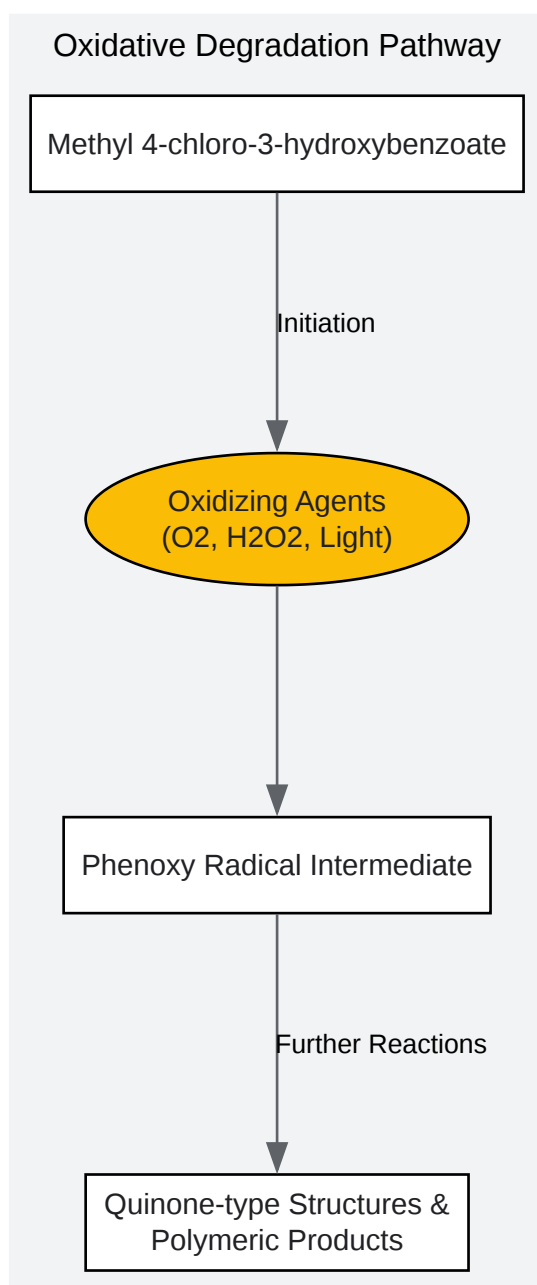 Oxidative Degradation Pathway
Methyl 4-chloro-3-hydroxybenzoate
Initiation
Oxidizing Agents
(O2, H2O2, Light)
Phenoxy Radical Intermediate
Further Reactions
Quinone-type Structures &
Polymeric Products